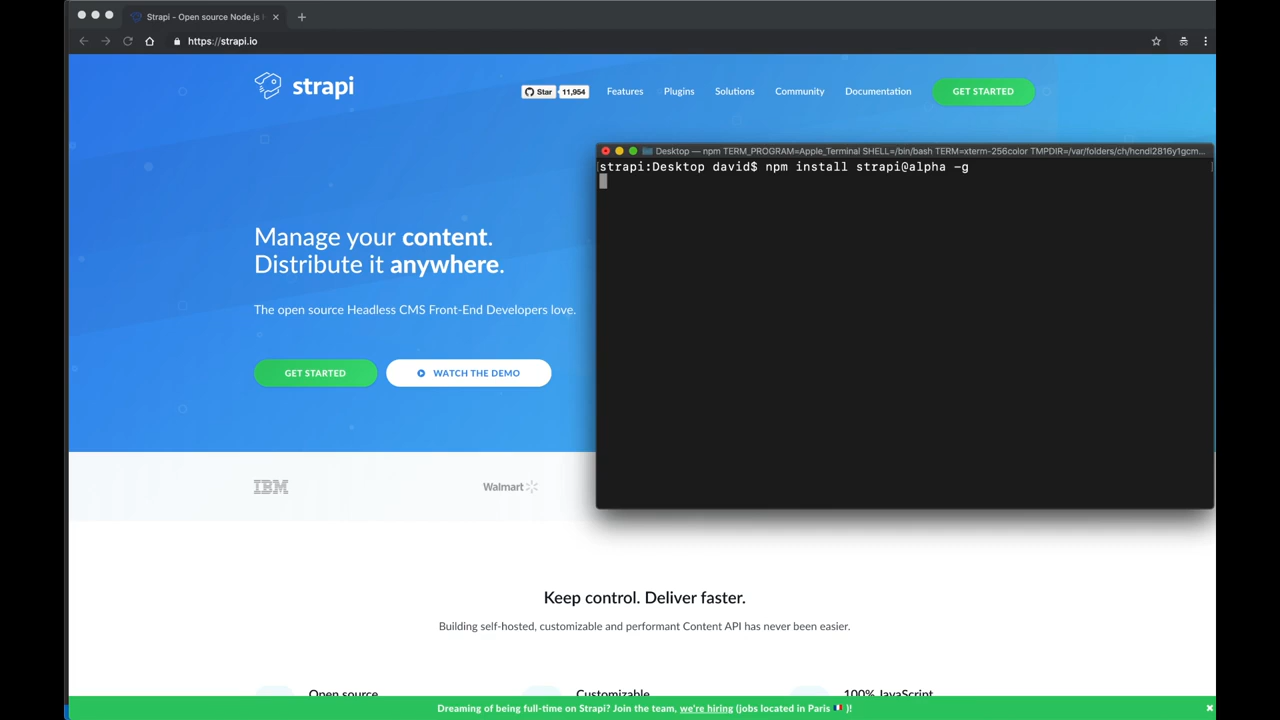 Strapi - Open source Node.js
https://strapi.io
strapi
Star 11,954 Features Plugins Solutions Community Documentation GET STARTED
Desktop — npm TERM_PROGRAM=Apple_Terminal SHELL=/bin/bash TERM=xterm-256color TMPDIR=/var/folders/ch/hcndl2816y1gcm...
strapi:Desktop david$ npm install strapi@alpha -g
Manage your content.
Distribute it anywhere.
The open source Headless CMS Front-End Developers love.
GET STARTED WATCH THE DEMO
IBM Walmart
Keep control. Deliver faster.
Building self-hosted, customizable and performant Content API has never been easier.
Open source Customizable 100% JavaScript
Dreaming of being full-time on Strapi? Join the team, we're hiring (jobs located in Paris 🇫🇷 )!